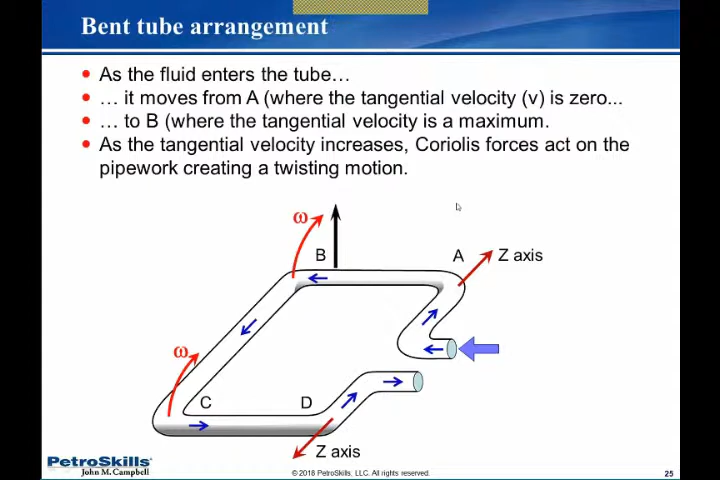 Bent tube arrangement
• As the fluid enters the tube…
• … it moves from A (where the tangential velocity (v) is zero...
• … to B (where the tangential velocity is a maximum.
• As the tangential velocity increases, Coriolis forces act on the
pipework creating a twisting motion.
ω
B
A
Z axis
ω
C
D
Z axis
PetroSkills®
John M. Campbell
© 2018 PetroSkills, LLC. All rights reserved.
25